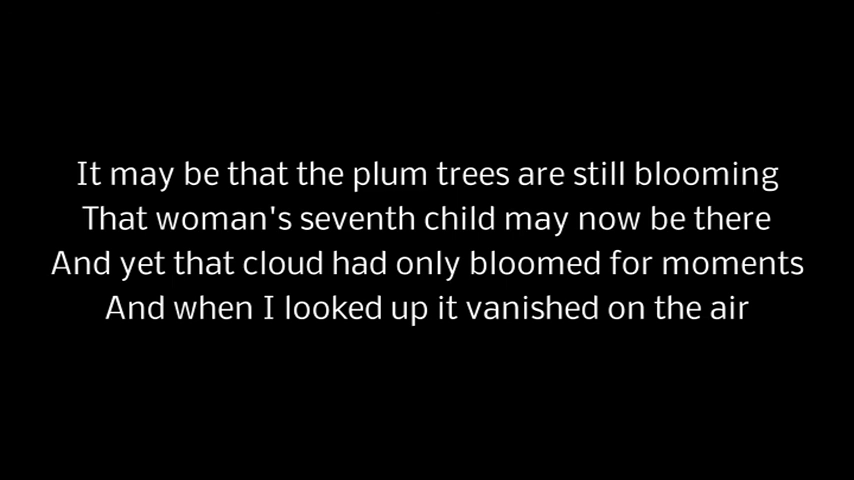 It may be that the plum trees are still blooming
That woman's seventh child may now be there
And yet that cloud had only bloomed for moments
And when I looked up it vanished on the air